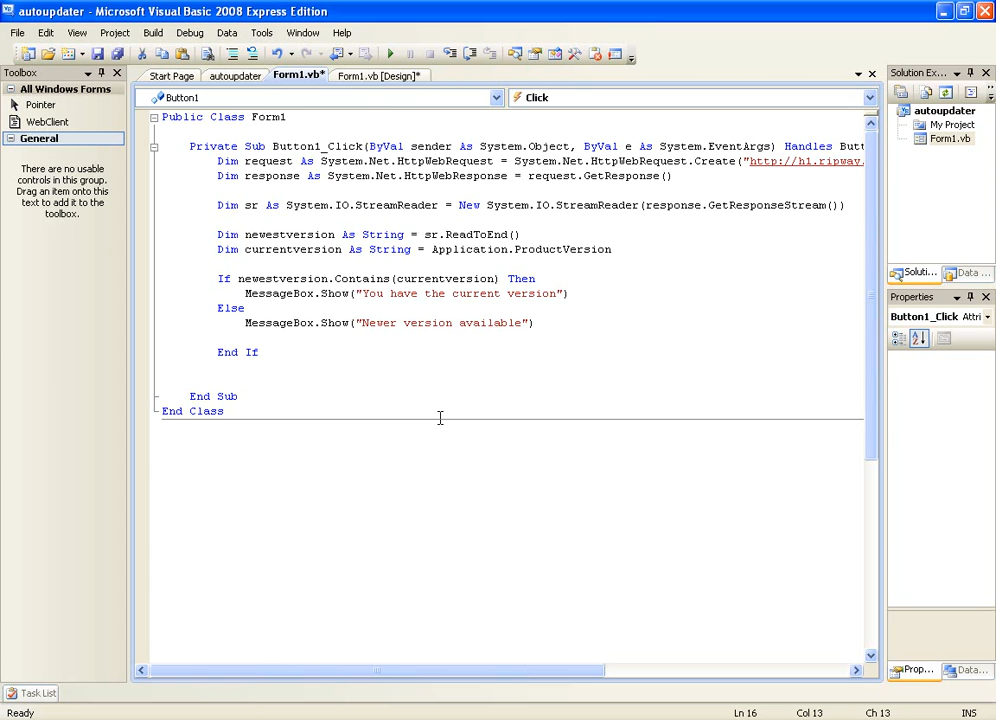 autoupdater - Microsoft Visual Basic 2008 Express Edition
File Edit View Project Build Debug Data Tools Window Help
Toolbox
All Windows Forms
Pointer
WebClient
General
There are no usable
controls in this group.
Drag an item onto this
text to add it to the
toolbox.
Start Page autoupdater Form1.vb* Form1.vb [Design]*
Button1 Click
Public Class Form1
Private Sub Button1_Click(ByVal sender As System.Object, ByVal e As System.EventArgs) Handles Butt
Dim request As System.Net.HttpWebRequest = System.Net.HttpWebRequest.Create("http://h1.ripway.
Dim response As System.Net.HttpWebResponse = request.GetResponse()
Dim sr As System.IO.StreamReader = New System.IO.StreamReader(response.GetResponseStream())
Dim newestversion As String = sr.ReadToEnd()
Dim currentversion As String = Application.ProductVersion
If newestversion.Contains(currentversion) Then
MessageBox.Show("You have the current version")
Else
MessageBox.Show("Newer version available")
End If
End Sub
End Class
Solution Ex...
autoupdater
My Project
Form1.vb
Soluti... Data ...
Properties
Button1_Click Attri
Prop... Data...
Task List
Ready Ln 16 Col 13 Ch 13 INS